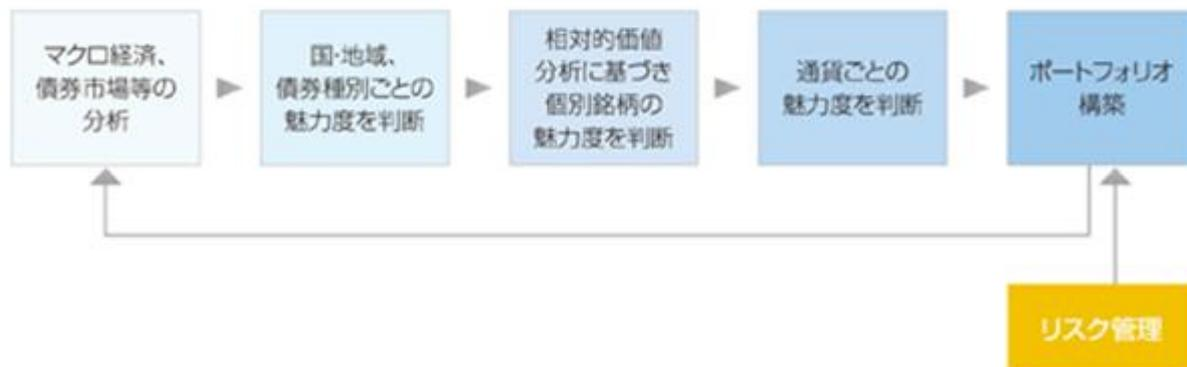 マクロ経済、
債券市場等の
分析
国・地域、
債券種別ごとの
魅力度を判断
相対的価値
分析に基づき
個別銘柄の
魅力度を判断
通貨ごとの
魅力度を判断
ポートフォリオ
構築
リスク管理